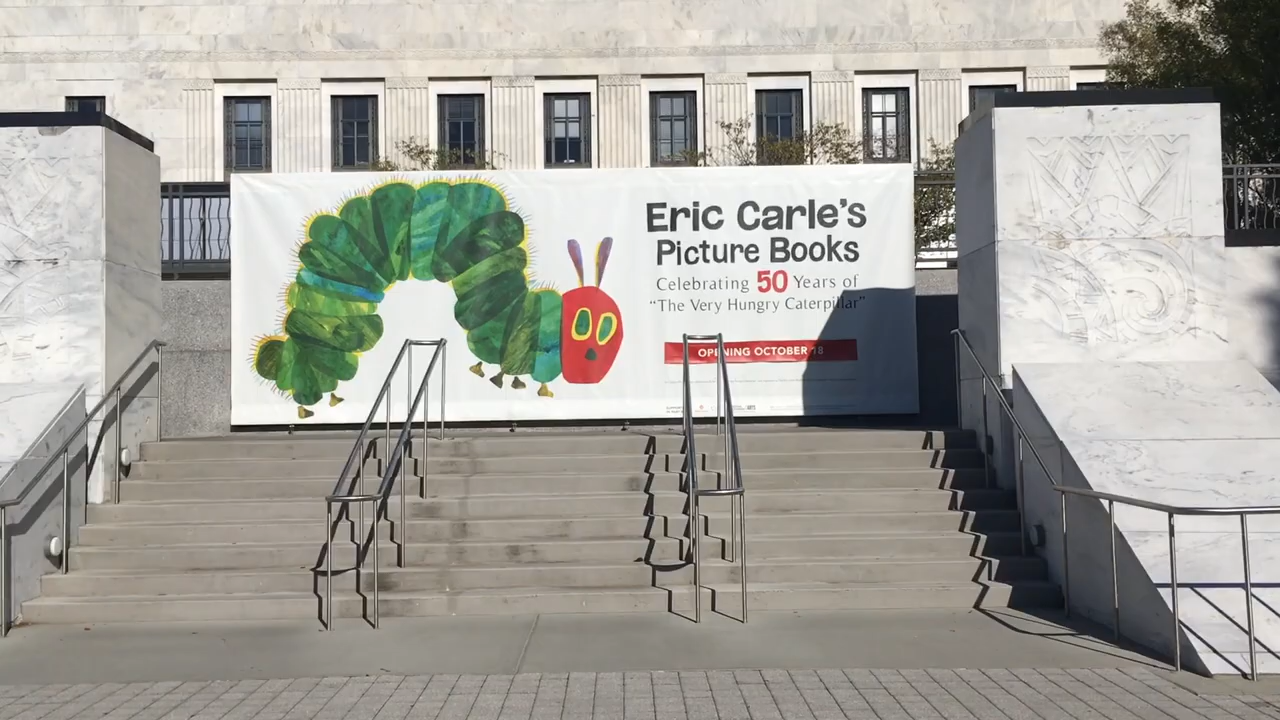 Eric Carle's
Picture Books
Celebrating 50 Years of
"The Very Hungry Caterpillar"
OPENING OCTOBER 18